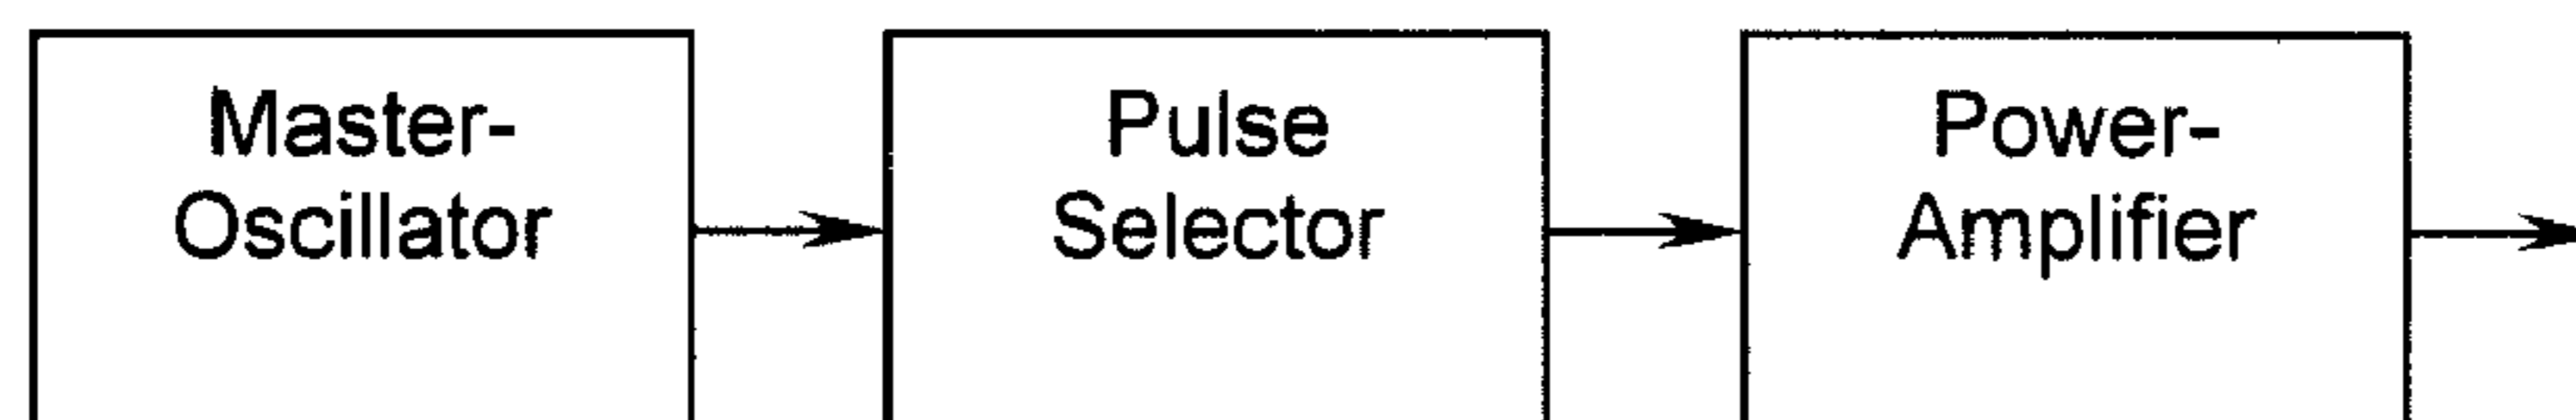 Master-
Oscillator
Pulse
Selector
Power-
Amplifier